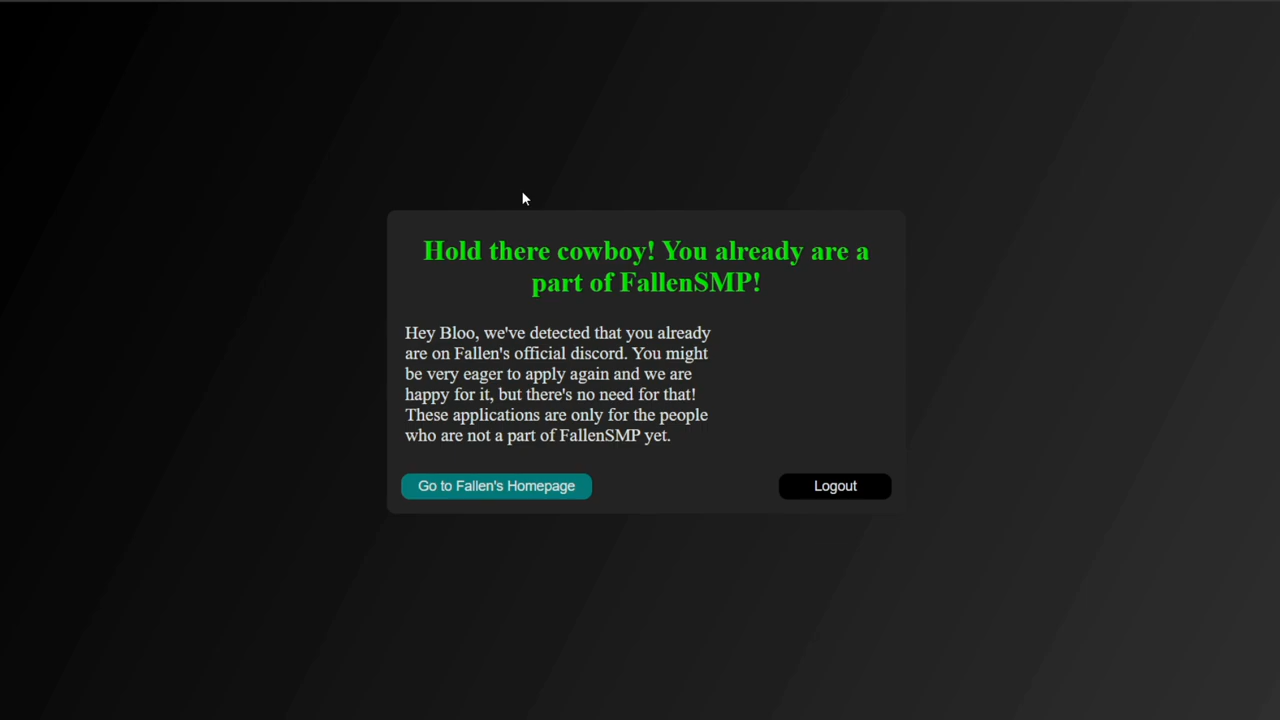 Hold there cowboy! You already are a
part of FallenSMP!
Hey Bloo, we've detected that you already
are on Fallen's official discord. You might
be very eager to apply again and we are
happy for it, but there's no need for that!
These applications are only for the people
who are not a part of FallenSMP yet.
Go to Fallen's Homepage
Logout